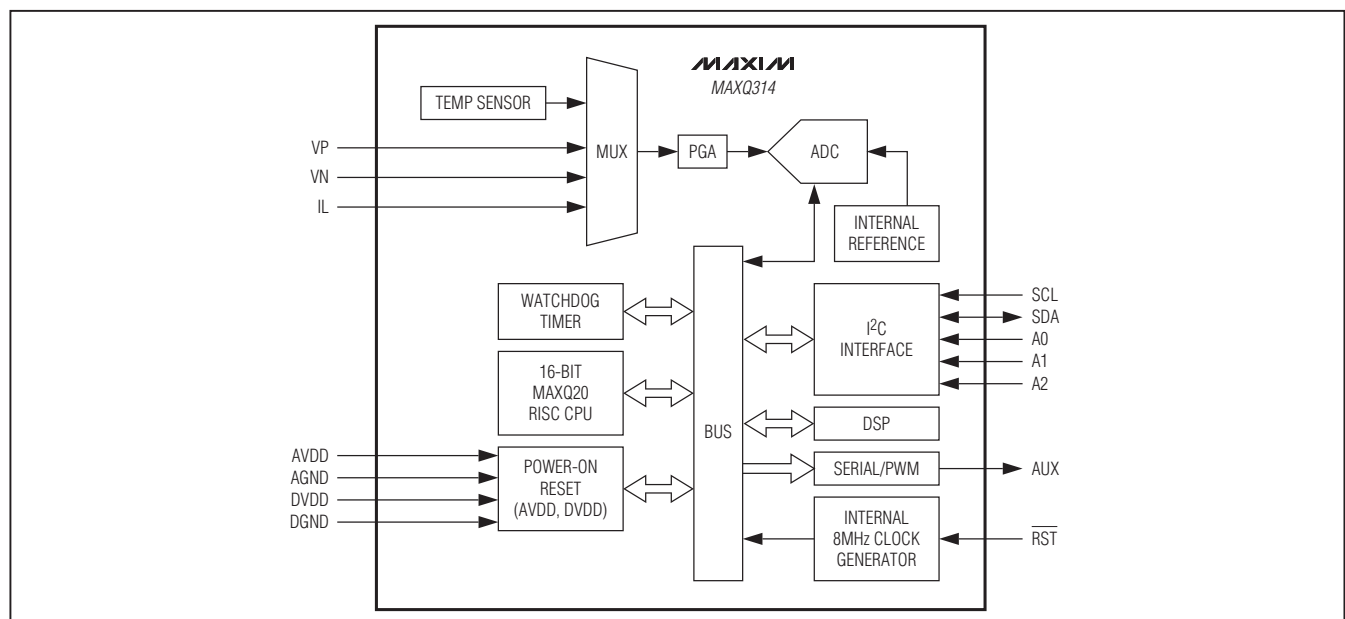 MAXIM
MAXQ314
TEMP SENSOR
VP
VN
IL
MUX
PGA
ADC
INTERNAL
REFERENCE
WATCHDOG
TIMER
16-BIT
MAXQ20
RISC CPU
AVDD
AGND
DVDD
DGND
POWER-ON
RESET
(AVDD, DVDD)
BUS
I²C
INTERFACE
SCL
SDA
A0
A1
A2
DSP
SERIAL/PWM
AUX
INTERNAL
8MHz CLOCK
GENERATOR
RST